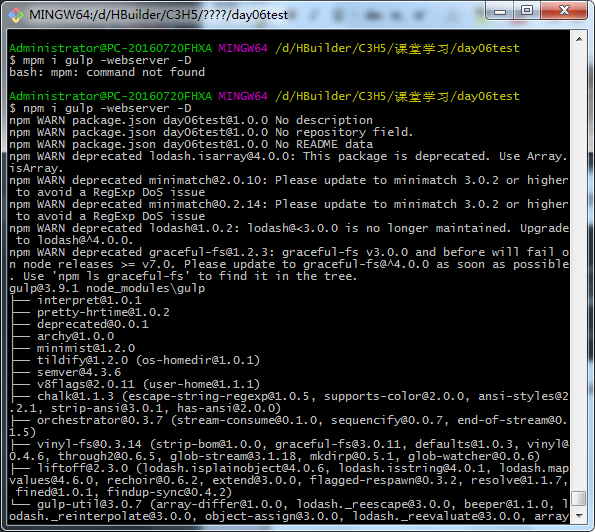 MINGW64:/d/HBuilder/C3H5/????/day06test
Administrator@PC-20160720FHXA MINGW64 /d/HBuilder/C3H5/课堂学习/day06test
$ mpm i gulp -webserver -D
bash: mpm: command not found
Administrator@PC-20160720FHXA MINGW64 /d/HBuilder/C3H5/课堂学习/day06test
$ npm i gulp -webserver -D
npm WARN package.json day06test@1.0.0 No description
npm WARN package.json day06test@1.0.0 No repository field.
npm WARN package.json day06test@1.0.0 No README data
npm WARN deprecated lodash.isarray@4.0.0: This package is deprecated. Use Array.
isArray.
npm WARN deprecated minimatch@2.0.10: Please update to minimatch 3.0.2 or higher
to avoid a RegExp DoS issue
npm WARN deprecated minimatch@0.2.14: Please update to minimatch 3.0.2 or higher
to avoid a RegExp DoS issue
npm WARN deprecated lodash@1.0.2: lodash@<3.0.0 is no longer maintained. Upgrade
to lodash@^4.0.0.
npm WARN deprecated graceful-fs@1.2.3: graceful-fs v3.0.0 and before will fail o
n node releases >= v7.0. Please update to graceful-fs@^4.0.0 as soon as possible
. Use 'npm ls graceful-fs' to find it in the tree.
gulp@3.9.1 node_modules\gulp
├── interpret@1.0.1
├── pretty-hrtime@1.0.2
├── deprecated@0.0.1
├── archy@1.0.0
├── minimist@1.2.0
├── tildify@1.2.0 (os-homedir@1.0.1)
├── semver@4.3.6
├── v8flags@2.0.11 (user-home@1.1.1)
├── chalk@1.1.3 (escape-string-regexp@1.0.5, supports-color@2.0.0, ansi-styles@2
.2.1, strip-ansi@3.0.1, has-ansi@2.0.0)
├── orchestrator@0.3.7 (stream-consume@0.1.0, sequencify@0.0.7, end-of-stream@0.
1.5)
├── vinyl-fs@0.3.14 (strip-bom@1.0.0, graceful-fs@3.0.11, defaults@1.0.3, vinyl@
0.4.6, through2@0.6.5, glob-stream@3.1.18, mkdirp@0.5.1, glob-watcher@0.0.6)
├── liftoff@2.3.0 (lodash.isplainobject@4.0.6, lodash.isstring@4.0.1, lodash.map
values@4.6.0, rechoir@0.6.2, extend@3.0.0, flagged-respawn@0.3.2, resolve@1.1.7,
fined@1.0.1, findup-sync@0.4.2)
└── gulp-util@3.0.7 (array-differ@1.0.0, lodash._reescape@3.0.0, beeper@1.1.0, l
odash._reinterpolate@3.0.0, object-assign@3.0.0, lodash._reevaluate@3.0.0, array